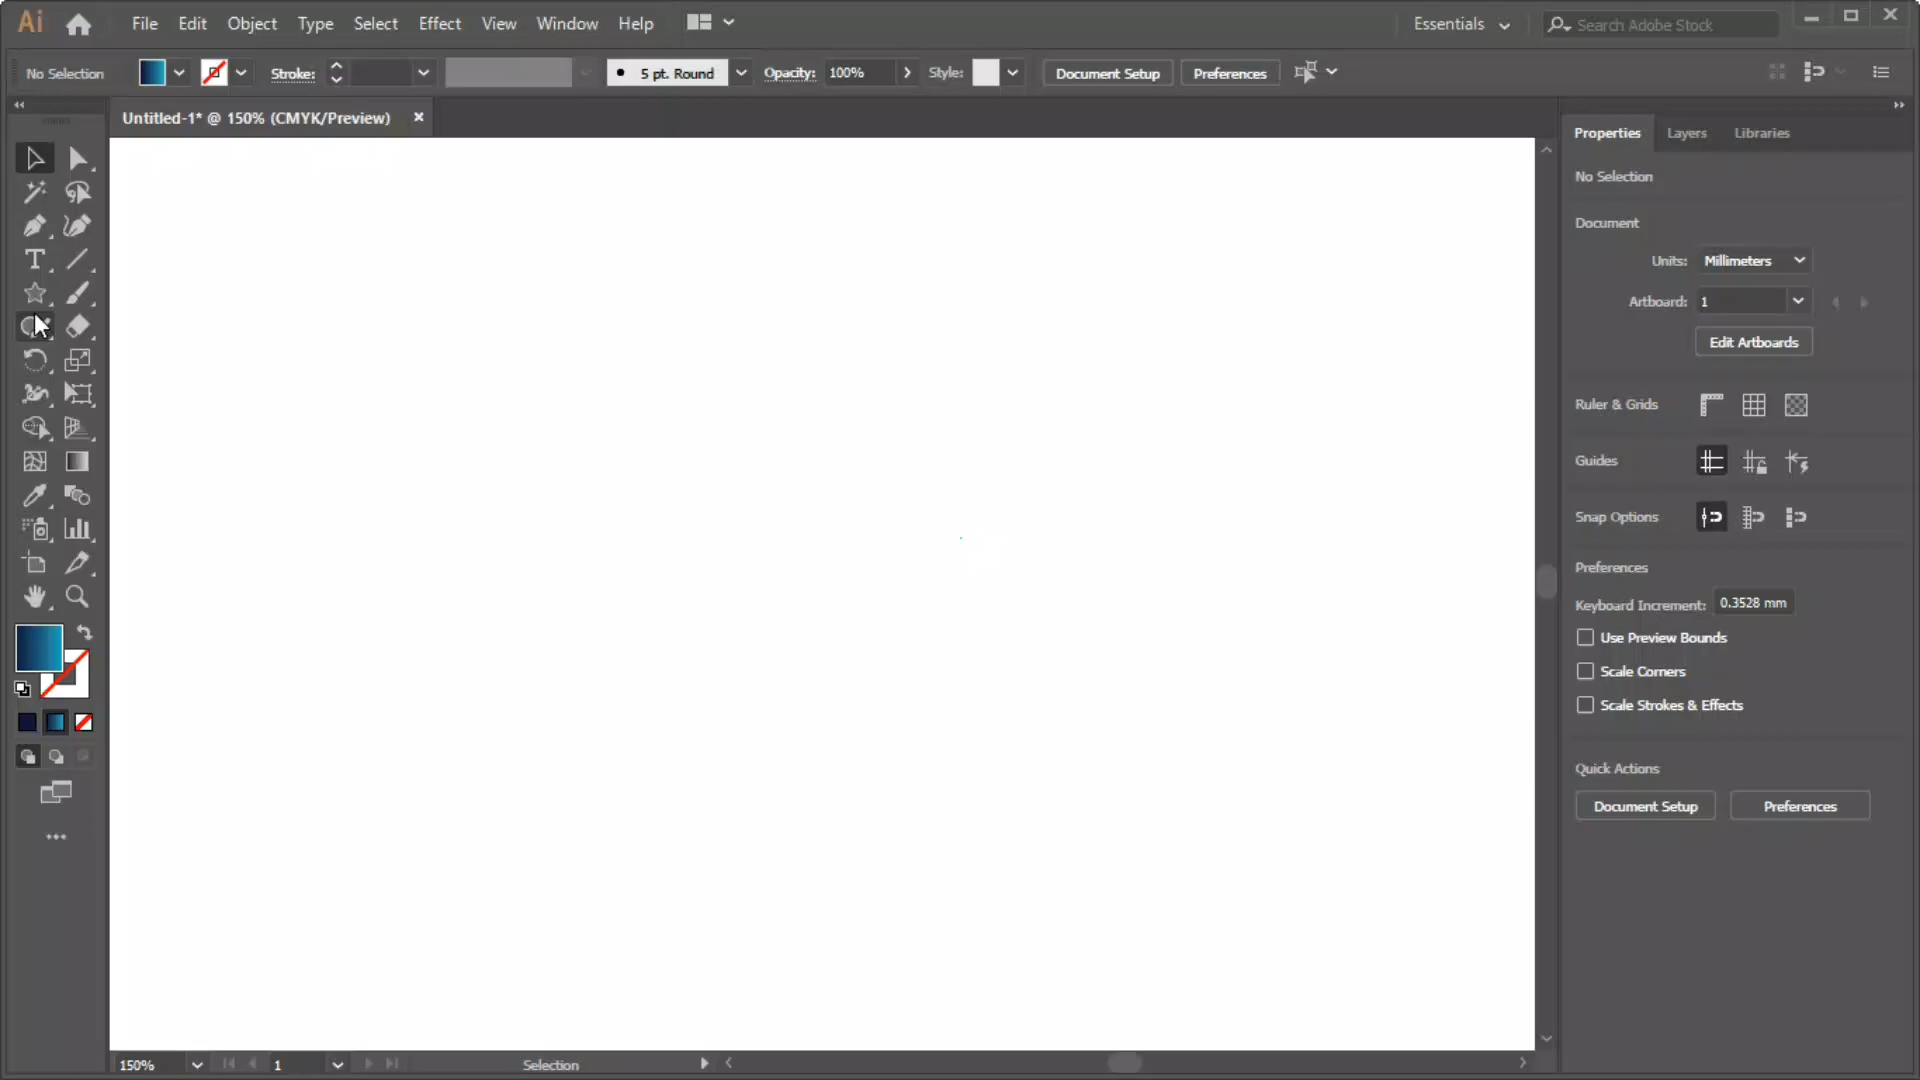 Ai File Edit Object Type Select Effect View Window Help Essentials Search Adobe Stock
No Selection Stroke: 5 pt. Round Opacity: 100% Style: Document Setup Preferences
Untitled-1* @ 150% (CMYK/Preview)
Properties Layers Libraries
No Selection
Document
Units: Millimeters
Artboard: 1
Edit Artboards
Ruler & Grids
Guides
Snap Options
Preferences
Keyboard Increment: 0.3528 mm
Use Preview Bounds
Scale Corners
Scale Strokes & Effects
Quick Actions
Document Setup Preferences
150% 1 Selection